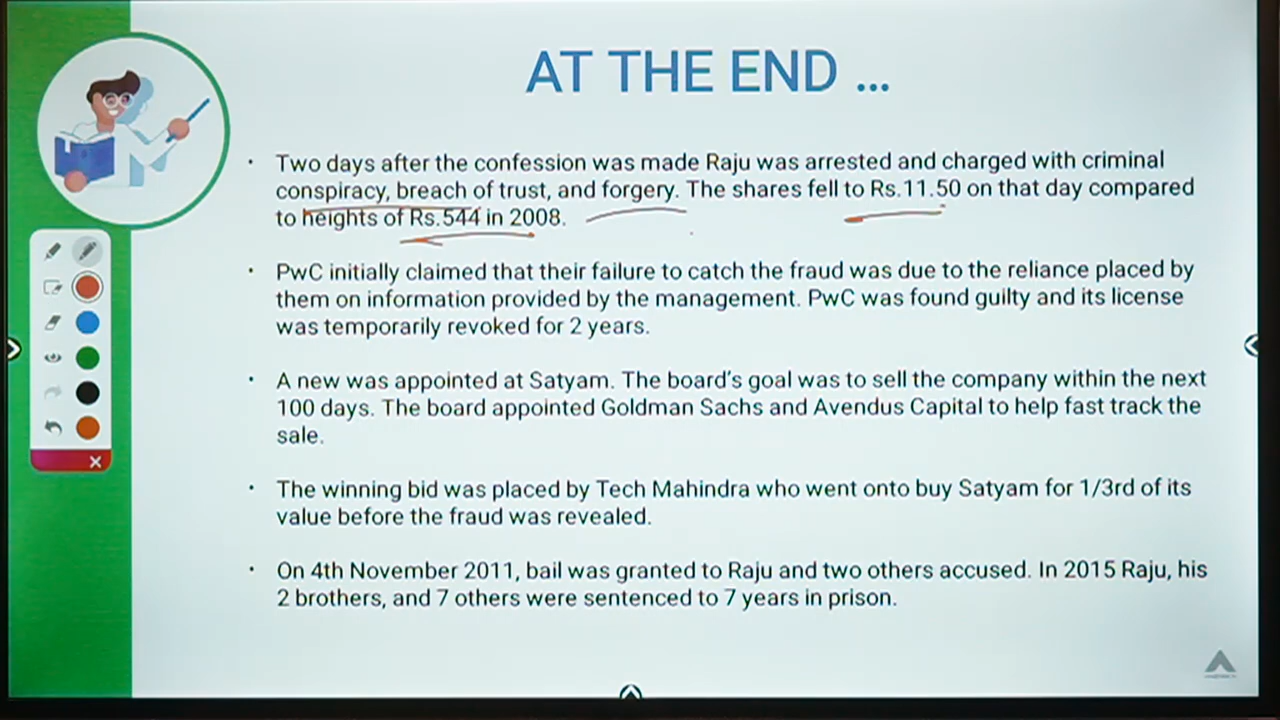 AT THE END ...
• Two days after the confession was made Raju was arrested and charged with criminal
conspiracy, breach of trust, and forgery. The shares fell to Rs.11.50 on that day compared
to heights of Rs.544 in 2008.
• PwC initially claimed that their failure to catch the fraud was due to the reliance placed by
them on information provided by the management. PwC was found guilty and its license
was temporarily revoked for 2 years.
• A new was appointed at Satyam. The board's goal was to sell the company within the next
100 days. The board appointed Goldman Sachs and Avendus Capital to help fast track the
sale.
• The winning bid was placed by Tech Mahindra who went onto buy Satyam for 1/3rd of its
value before the fraud was revealed.
• On 4th November 2011, bail was granted to Raju and two others accused. In 2015 Raju, his
2 brothers, and 7 others were sentenced to 7 years in prison.